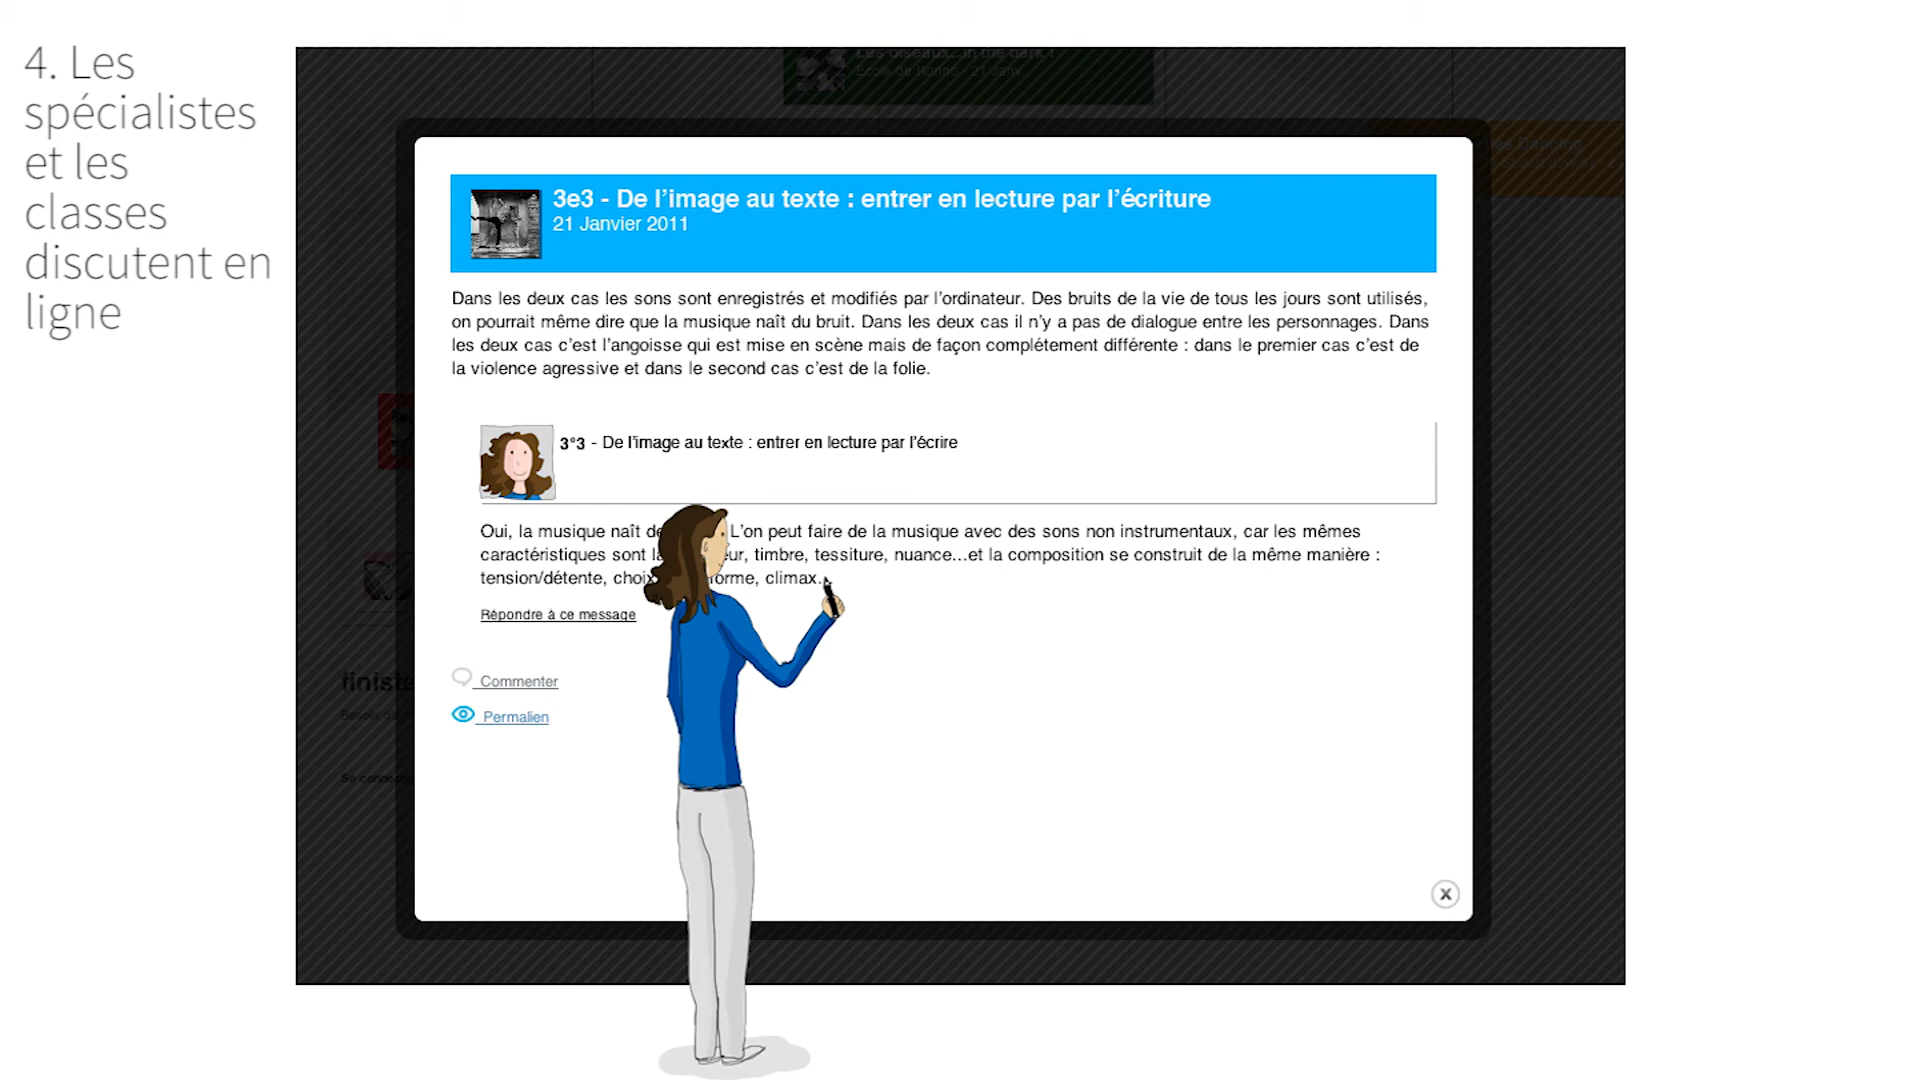 4. Les
spécialistes
et les
classes
discutent en
ligne
Ecole de Honho - 21 Janv.
les Dancing
3e3 - De l’image au texte : entrer en lecture par l’écriture
21 Janvier 2011
Dans les deux cas les sons sont enregistrés et modifiés par l’ordinateur. Des bruits de la vie de tous les jours sont utilisés,
on pourrait même dire que la musique naît du bruit. Dans les deux cas il n’y a pas de dialogue entre les personnages. Dans
les deux cas c’est l’angoisse qui est mise en scène mais de façon complétement différente : dans le premier cas c’est de
la violence agressive et dans le second cas c’est de la folie.
3°3 - De l’image au texte : entrer en lecture par l’écrire
Oui, la musique naît L’on peut faire de la musique avec des sons non instrumentaux, car les mêmes
caractéristiques sont timbre, tessiture, nuance...et la composition se construit de la même manière :
tension/détente, forme, climax..
Répondre à ce message
Commenter
Permalien
x